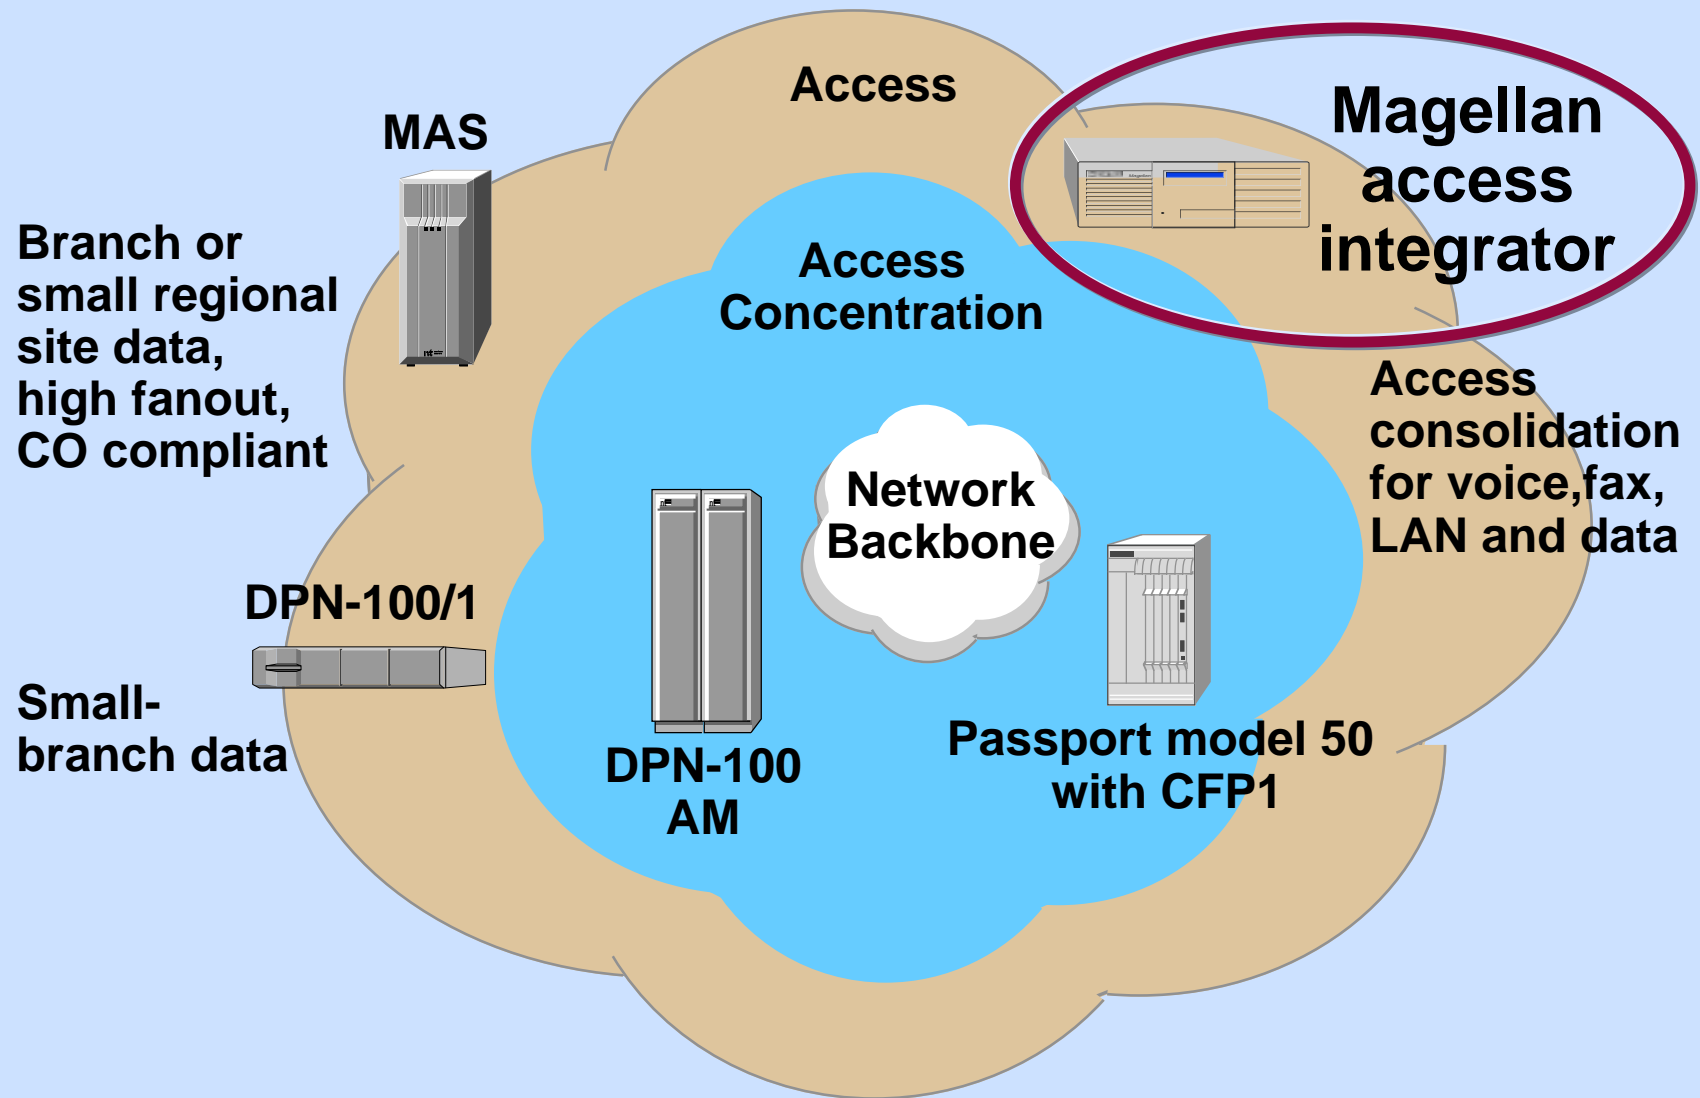 Access
MAS
Magellan
access
integrator
Branch or
small regional
site data,
high fanout,
CO compliant
Access
Concentration
Access
consolidation
for voice,fax,
LAN and data
Network
Backbone
DPN-100/1
Small-
branch data
DPN-100
AM
Passport model 50
with CFP1
Magellan
nt